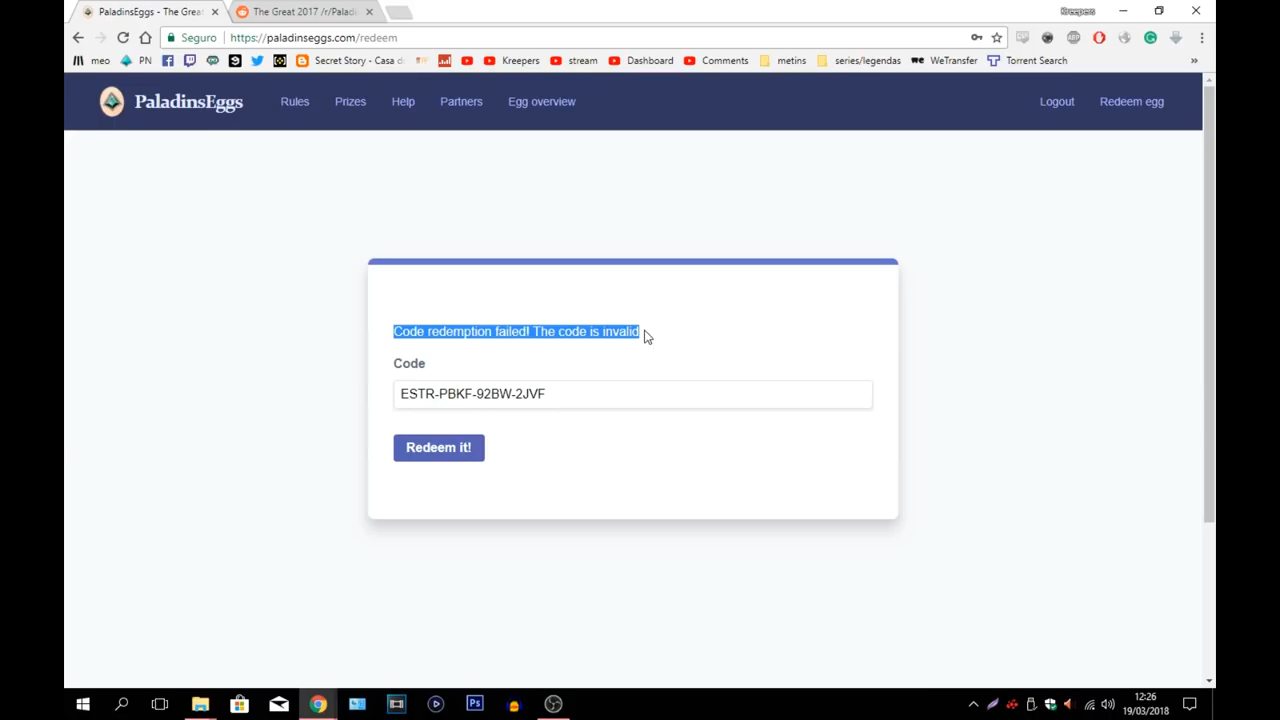 PaladinsEggs - The Great
The Great 2017 /r/Paladi
Kreepers
Seguro
https://paladinseggs.com/redeem
meo
PN
Secret Story - Casa d
Kreepers
stream
Dashboard
Comments
metins
series/legendas
WeTransfer
Torrent Search
»
PaladinsEggs
Rules
Prizes
Help
Partners
Egg overview
Logout
Redeem egg
Code redemption failed! The code is invalid
Code
ESTR-PBKF-92BW-2JVF
Redeem it!
Ps
12:26
19/03/2018